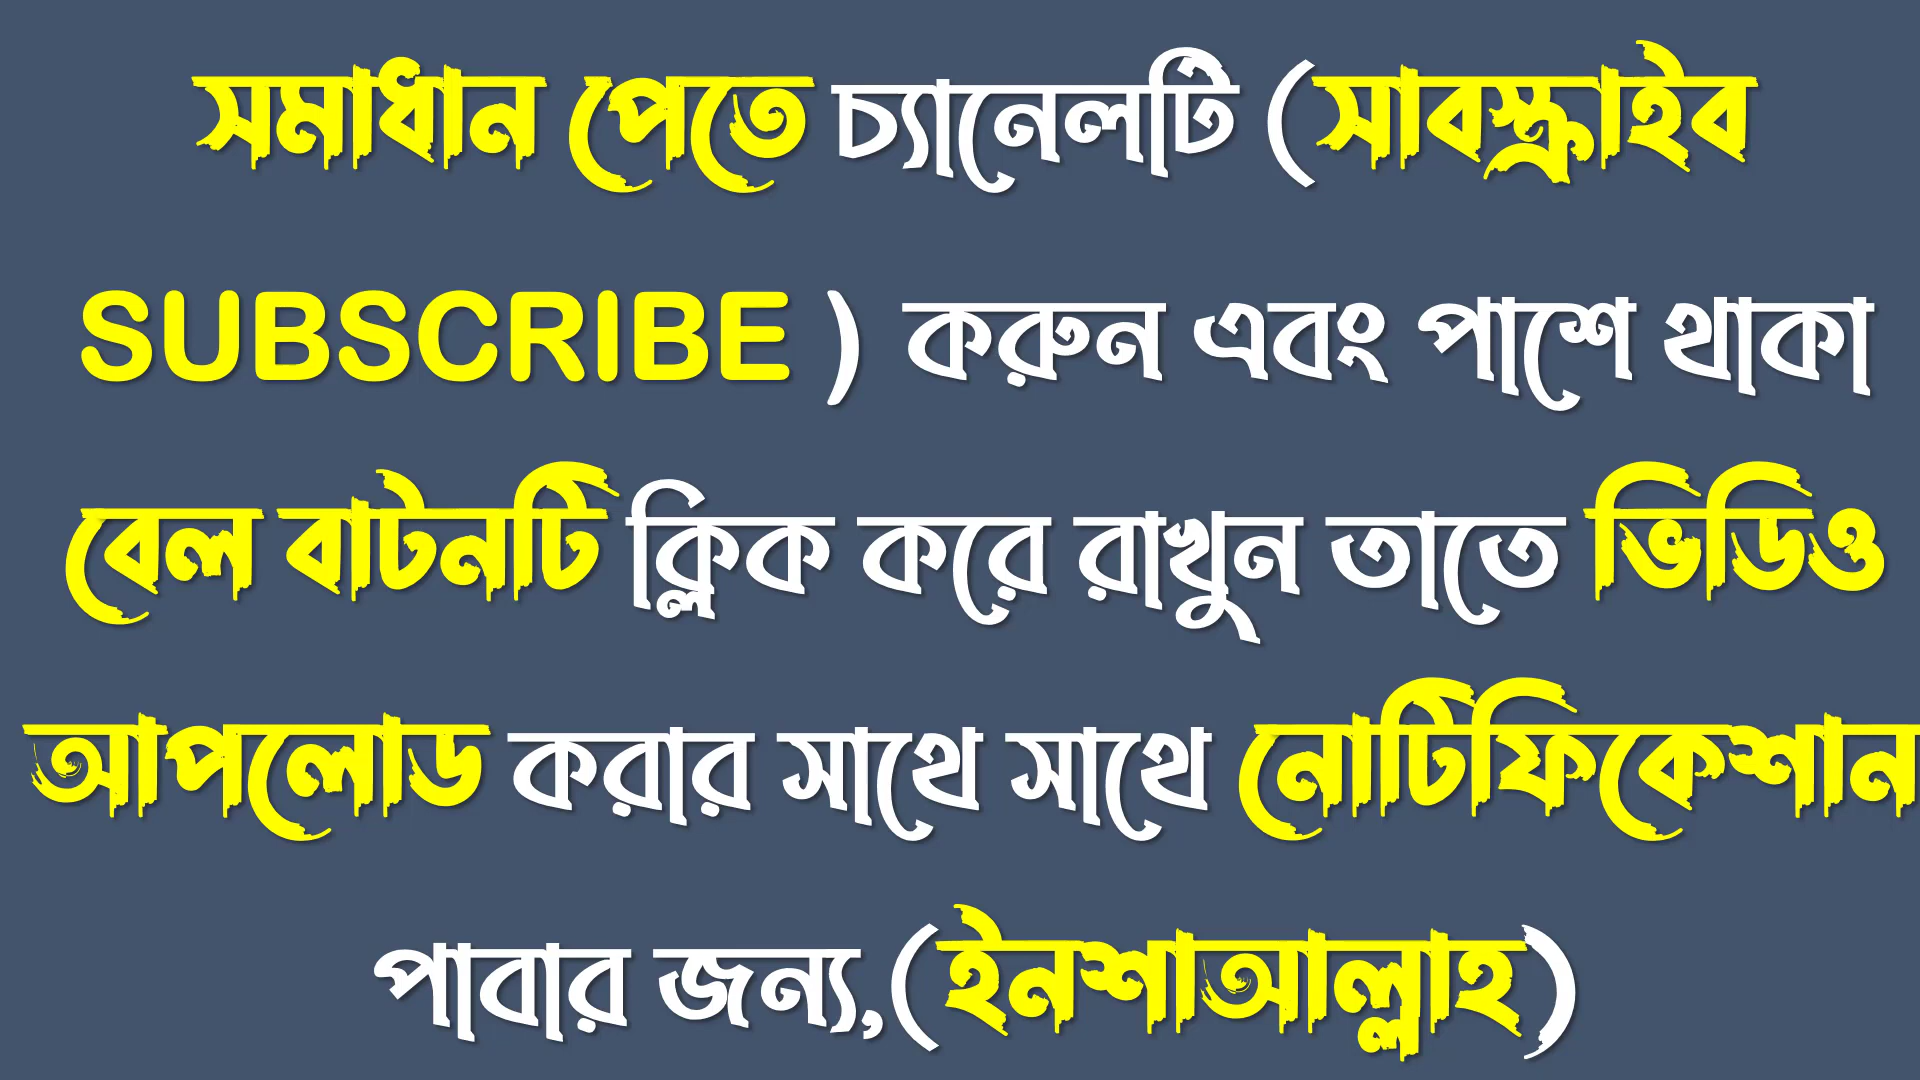 সমাধান পেতে চ্যানেলটি (সাবস্ক্রাইব
SUBSCRIBE ) করুন এবং পাশে থাকা
বেল বাটনটি ক্লিক করে রাখুন তাতে ভিডিও
আপলোড করার সাথে সাথে নোটিফিকেশান
পাবার জন্য,(ইনশাআল্লাহ)